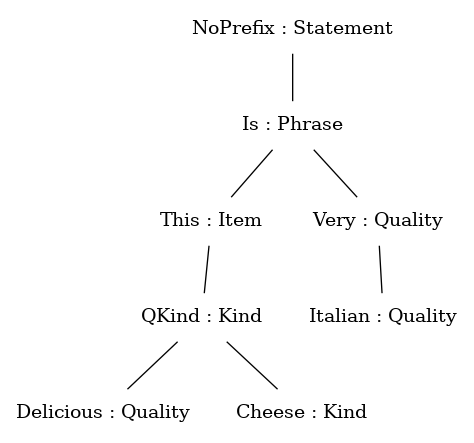 NoPrefix : Statement
Is : Phrase
This : Item
Very : Quality
QKind : Kind
Italian : Quality
Delicious : Quality
Cheese : Kind